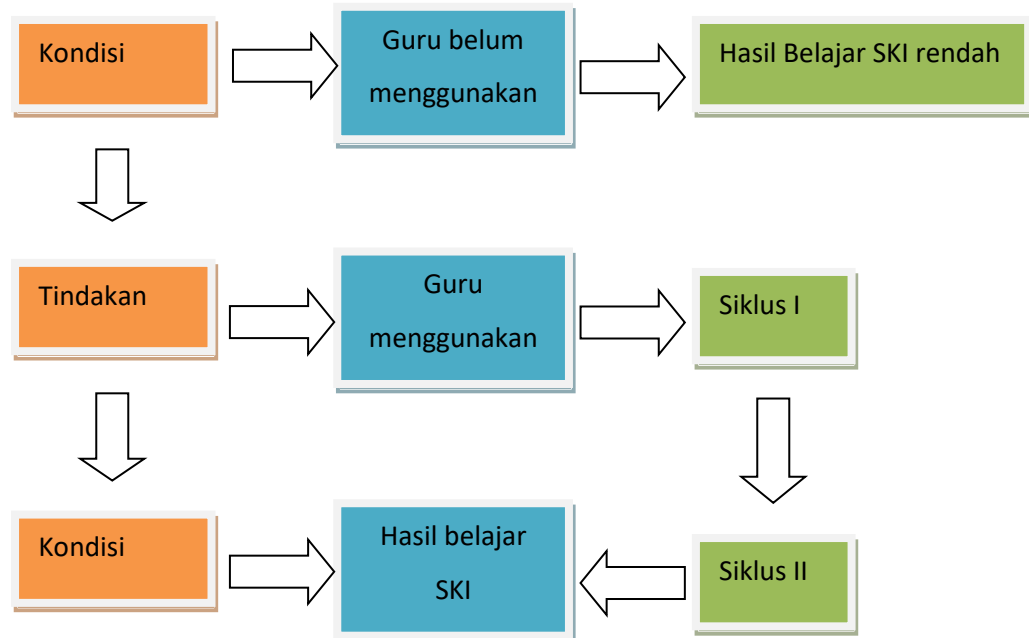 Kondisi
Guru belum
menggunakan
Hasil Belajar SKI rendah
Tindakan
Guru
menggunakan
Siklus I
Kondisi
Hasil belajar
SKI
Siklus II